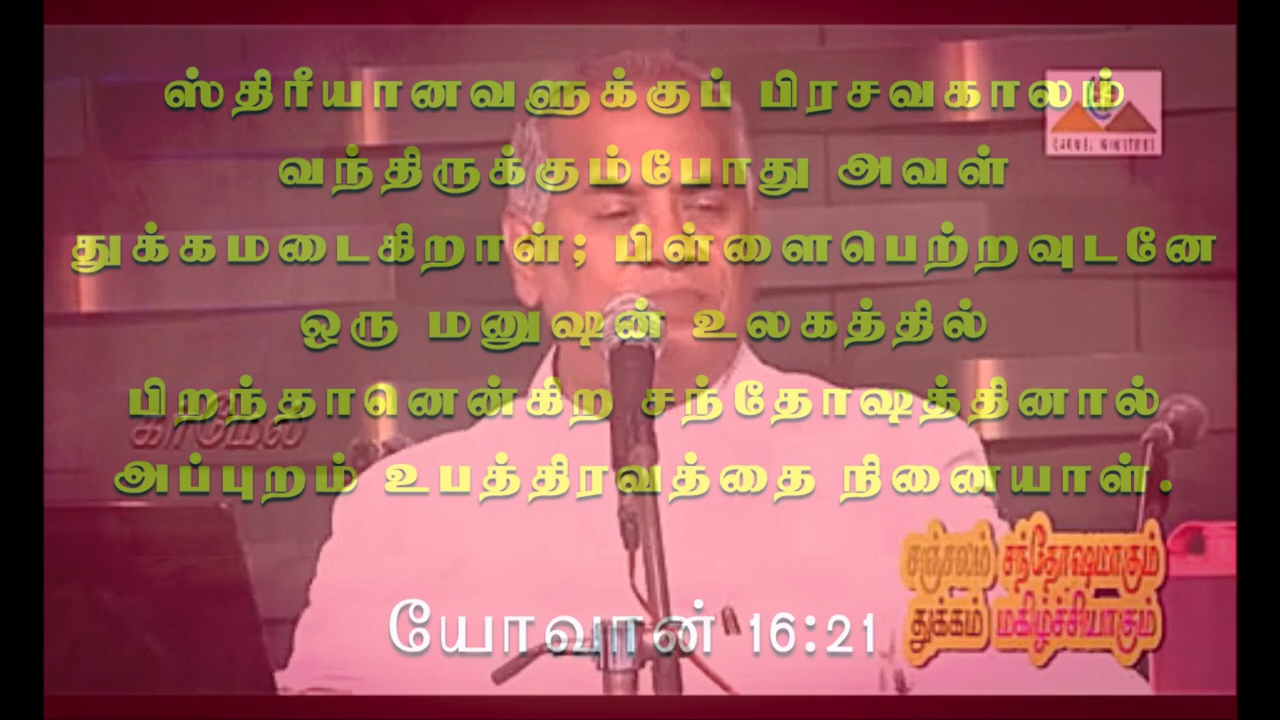 ஸ்திரீயானவளுக்குப் பிரசவகாலம்
வந்திருக்கும்போது அவள்
துக்கமடைகிறாள்; பிள்ளைபெற்றவுடனே
ஒரு மனுஷன் உலகத்தில்
பிறந்தானென்கிற சந்தோஷத்தினால்
அப்புறம் உபத்திரவத்தை நினையாள்.
யோவான் 16:21
காமேல்
சஞ்சலம் சந்தோஷமாகும்
துக்கம் மகிழ்ச்சியாகும்